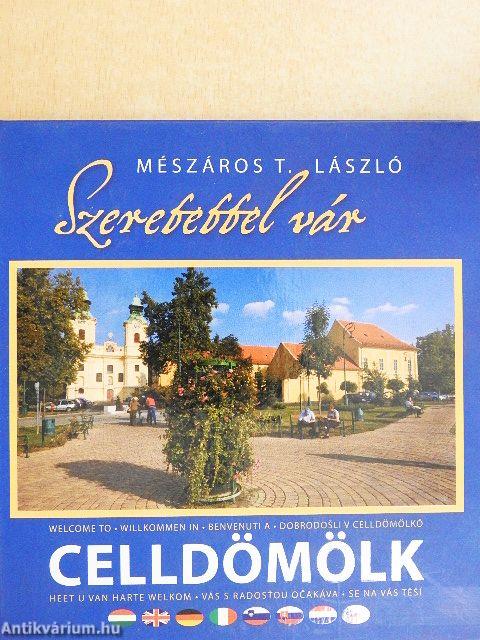 MÉSZÁROS T. LÁSZLÓ
Szeretettel vár
WELCOME TO • WILLKOMMEN IN • BENVENUTI A • DOBRODOŠLI V CELLDÖMÖLKÖ
CELLDÖMÖLK
HEET U VAN HARTE WELKOM • VÁS S RADOSTOU OČAKÁVA • SE NA VÁS TĚŠÍ
Antikvárium.hu